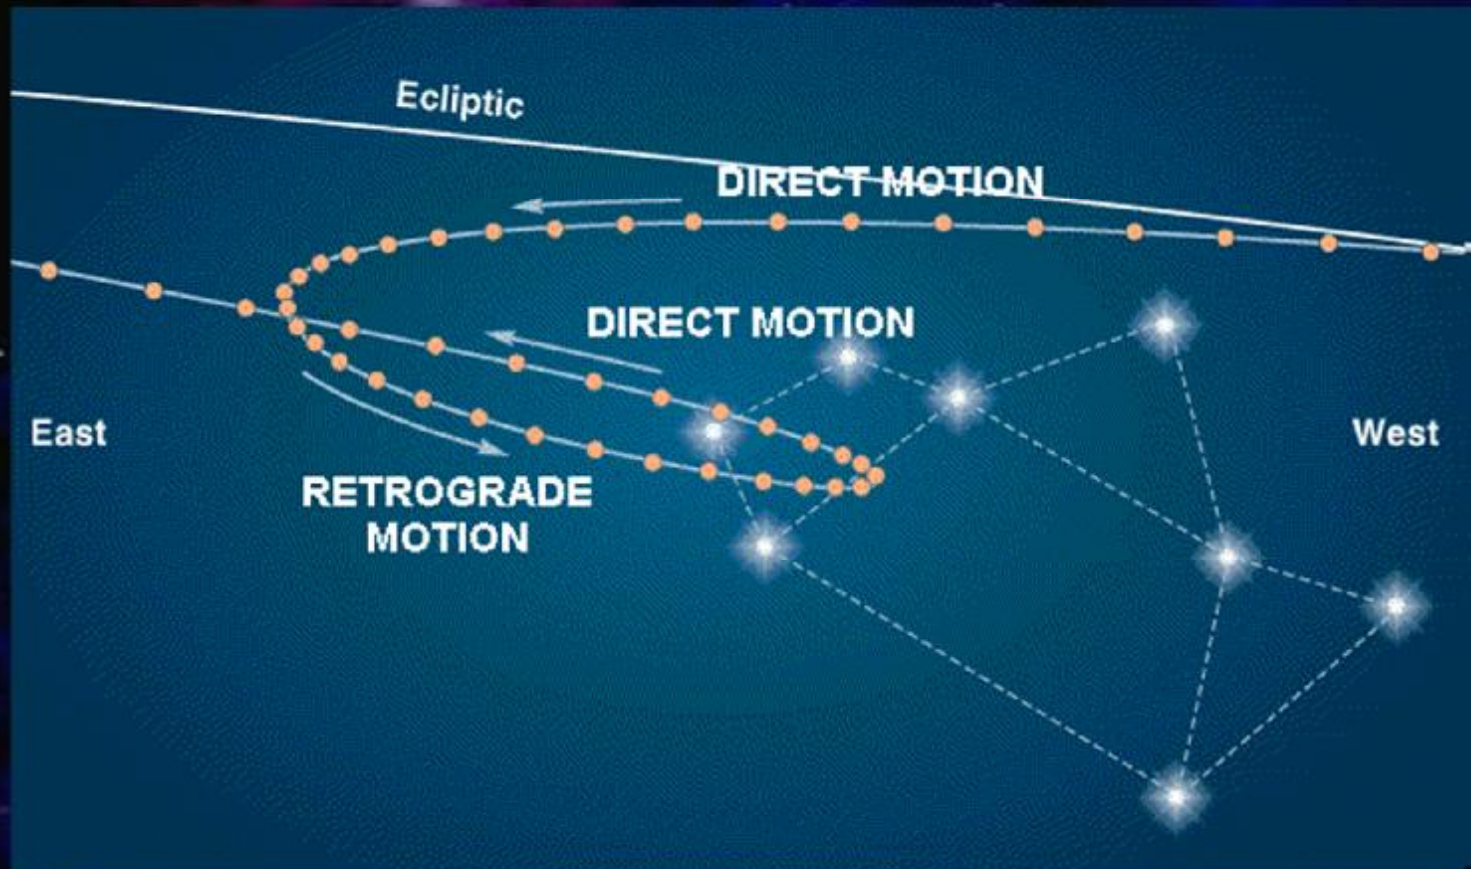 Ecliptic
DIRECT MOTION
DIRECT MOTION
East
West
RETROGRADE
MOTION